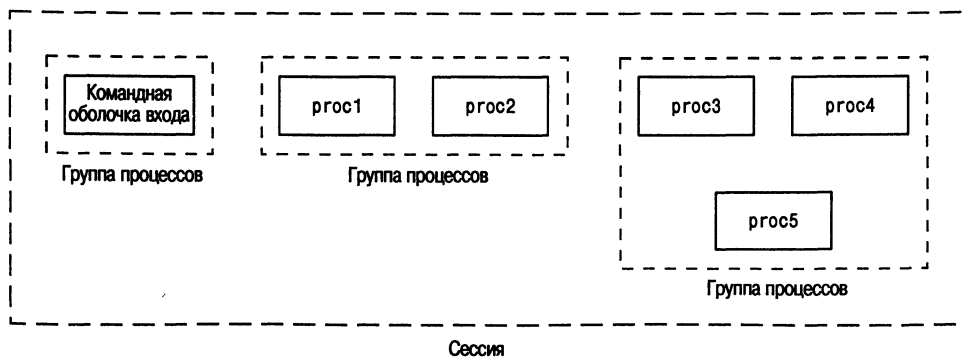 Командная
оболочка входа
proc1
proc2
proc3
proc4
Группа процессов
Группа процессов
proc5
Группа процессов
Сессия